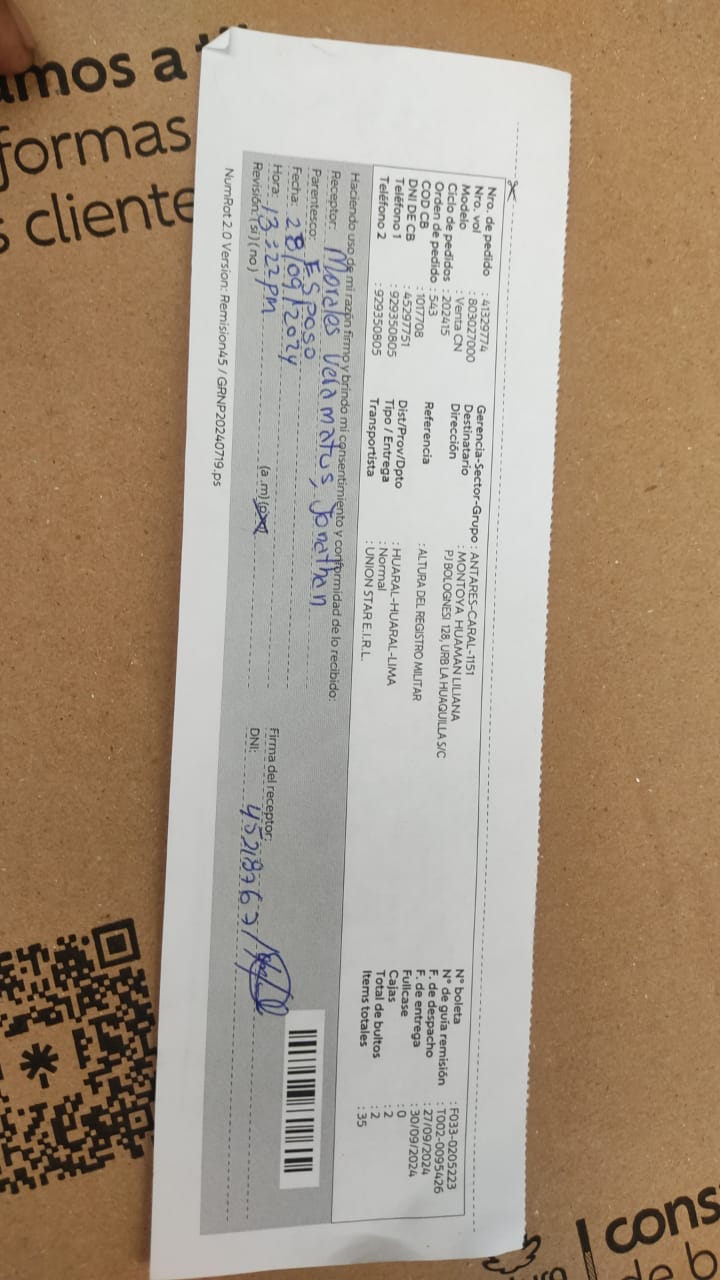 amos a
formas
s cliente
Nro. de pedido : 41329774
Nro. vol : 803027000
Modelo : Venta CN
Ciclo de pedidos : 202415
Orden de pedido : 543
COD CB : 1017708
DNI DE CB : 45297751
Teléfono 1 : 929350805
Teléfono 2 : 929350805
Gerencia-Sector-Grupo : ANTARES-CARAL-1151
Destinatario : MONTOYA HUAMAN LILIANA
Dirección PJ BOLOGNESI 128, URB LA HUAQUILLA S/C
Referencia : ALTURA DEL REGISTRO MILITAR
Dist/Prov/Dpto : HUARAL-HUARAL-LIMA
Tipo / Entrega : Normal
Transportista : UNION STAR E.I.R.L.
N° boleta : F033-0205223
N° de guía remisión : T002-0095426
F. de despacho : 27/09/2024
F. de entrega : 30/09/2024
Fullcase : 0
Cajas : 2
Total de bultos : 2
Items totales : 35
Haciendo uso de mi razón firmo y brindo mi consentimiento y conformidad de lo recibido:
Receptor: Morales Veramatus, Jonathan
Parentesco: ESPOSO
Fecha: 28/09/2024
Hora: 13:22pm (a.m)(p.m)
Revisión: (si)(no)
Firma del receptor:
DNI:
NumRot 2.0 Version: Remision45 / GRNP20240719.ps
cons
de b